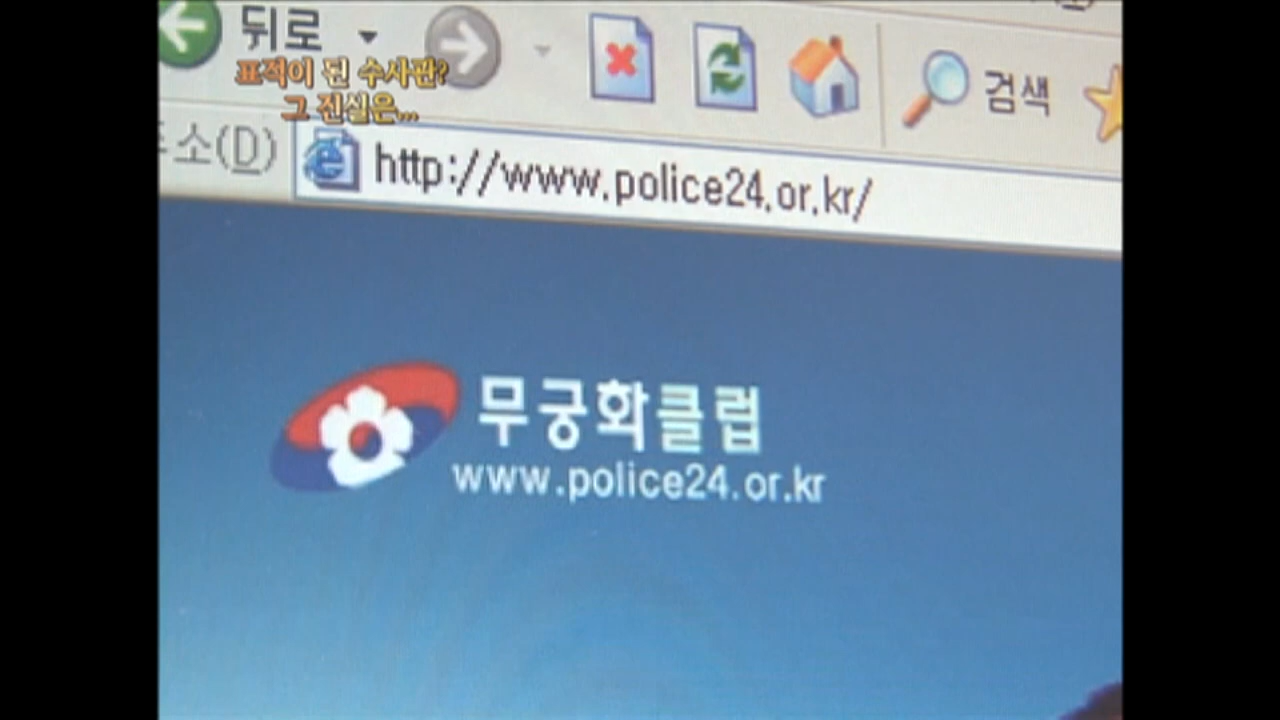 뒤로
표적이 된 수사관?
그 진실은...
검색
주소(D)
http://www.police24.or.kr/
무궁화클럽
www.police24.or.kr